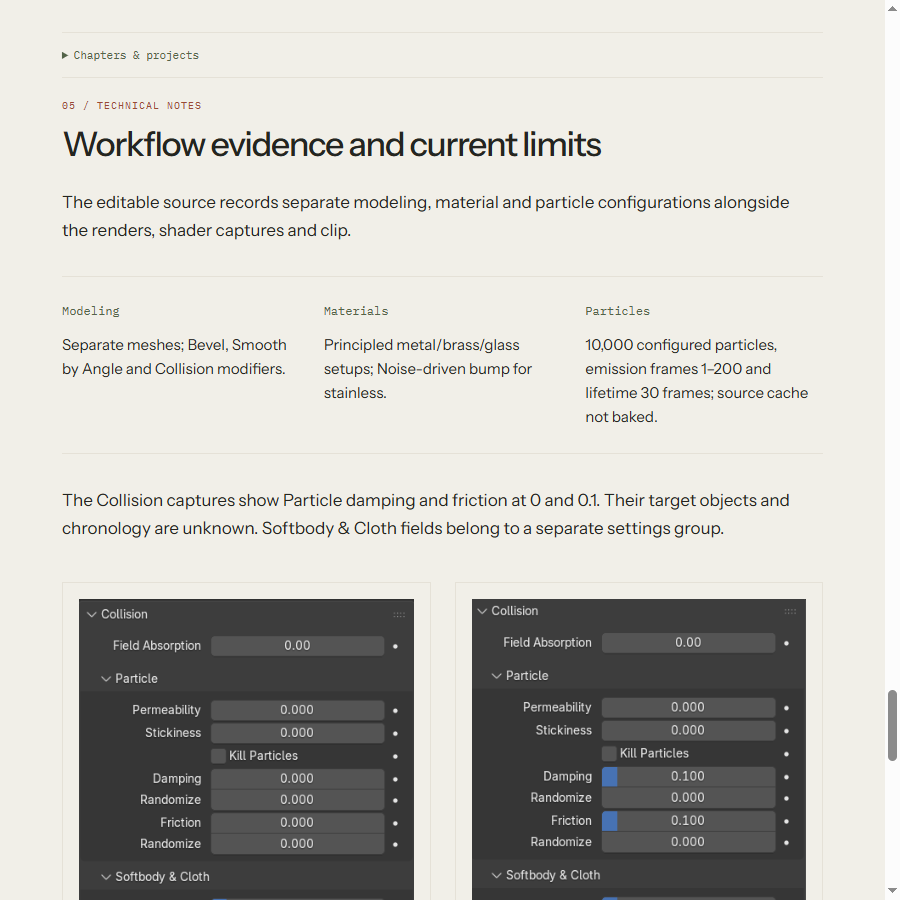 Chapters & projects
05 / TECHNICAL NOTES
Workflow evidence and current limits
The editable source records separate modeling, material and particle configurations alongside
the renders, shader captures and clip.
Modeling
Separate meshes; Bevel, Smooth
by Angle and Collision modifiers.
Materials
Principled metal/brass/glass
setups; Noise-driven bump for
stainless.
Particles
10,000 configured particles,
emission frames 1–200 and
lifetime 30 frames; source cache
not baked.
The Collision captures show Particle damping and friction at 0 and 0.1. Their target objects and
chronology are unknown. Softbody & Cloth fields belong to a separate settings group.
Collision
Field Absorption 0.00
Particle
Permeability 0.000
Stickiness 0.000
Kill Particles
Damping 0.000
Randomize 0.000
Friction 0.000
Randomize 0.000
Softbody & Cloth
Collision
Field Absorption 0.00
Particle
Permeability 0.000
Stickiness 0.000
Kill Particles
Damping 0.100
Randomize 0.000
Friction 0.100
Randomize 0.000
Softbody & Cloth